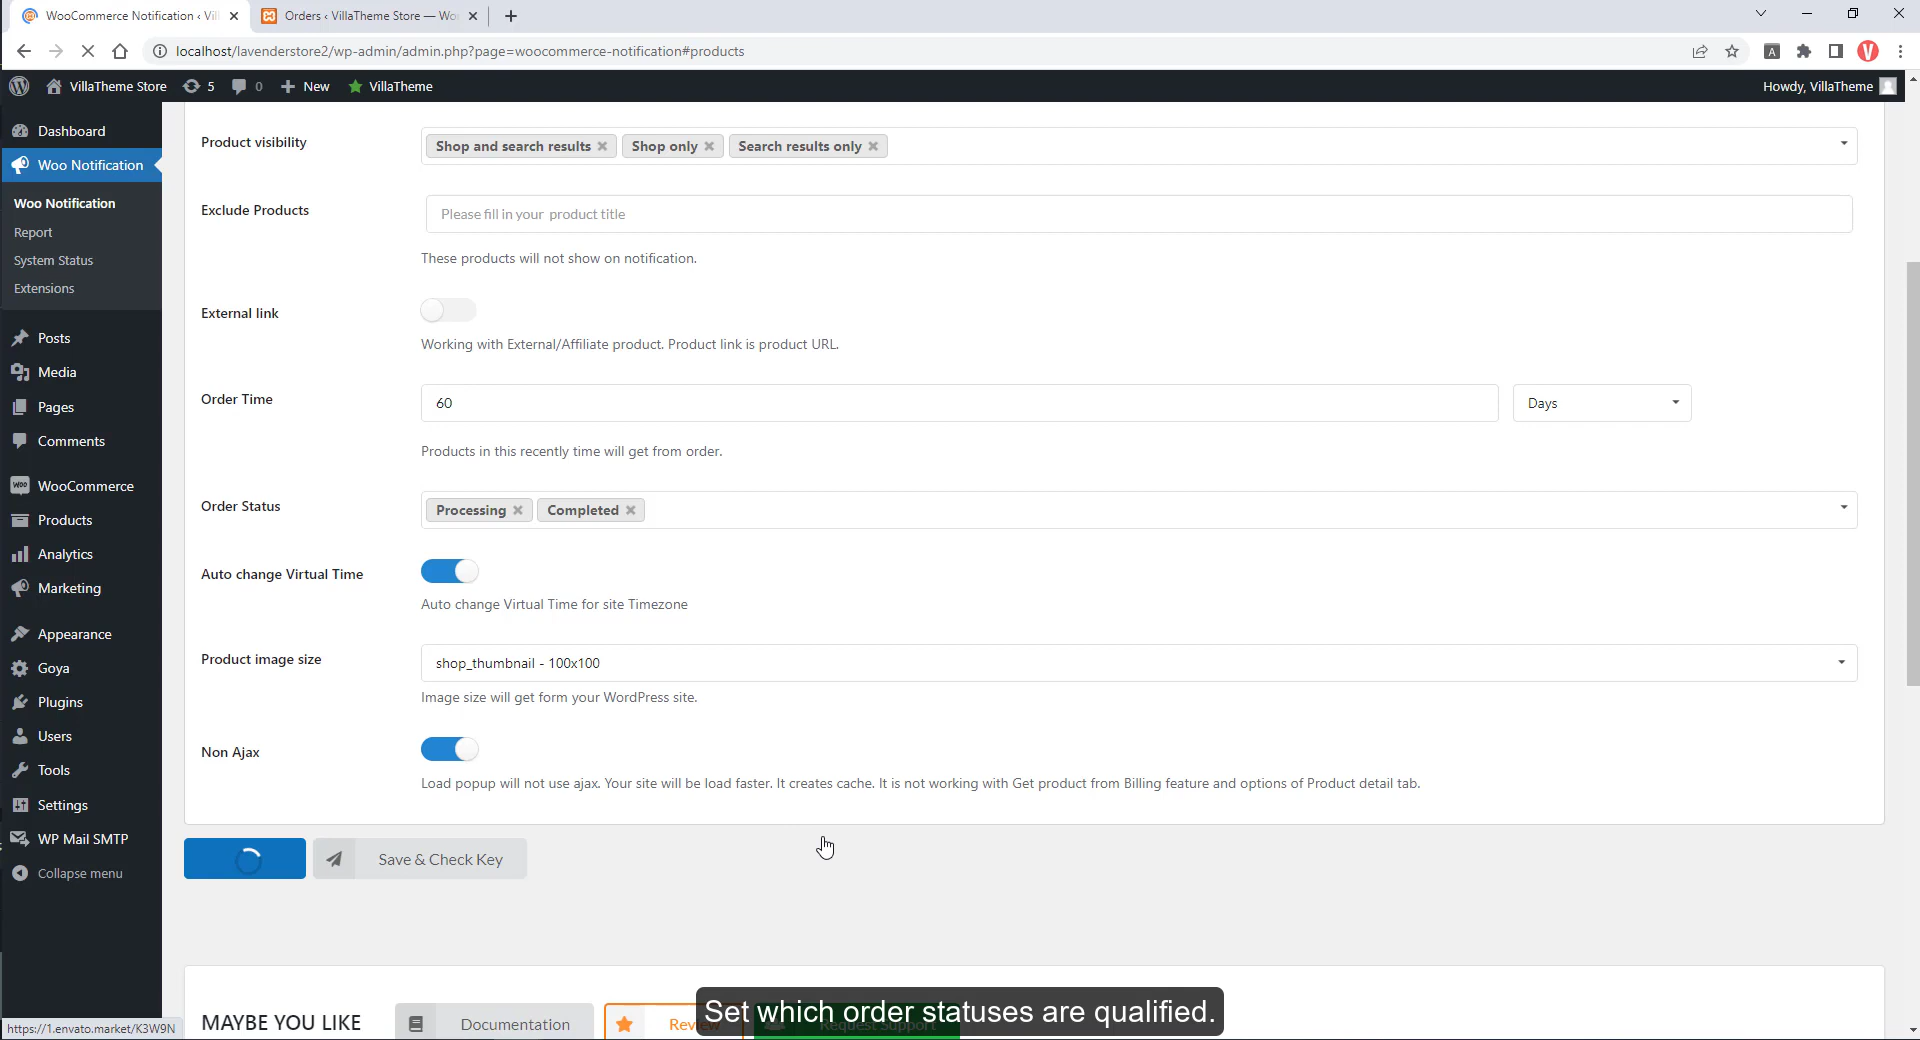 WooCommerce Notification ‹ Vil
Orders ‹ VillaTheme Store — Wo
localhost/lavenderstore2/wp-admin/admin.php?page=woocommerce-notification#products
A
V
VillaTheme Store
5
0
New
VillaTheme
Howdy, VillaTheme
Dashboard
Woo Notification
Woo Notification
Report
System Status
Extensions
Posts
Media
Pages
Comments
WooCommerce
Products
Analytics
Marketing
Appearance
Goya
Plugins
Users
Tools
Settings
WP Mail SMTP
Collapse menu
Product visibility
Shop and search results
Shop only
Search results only
Exclude Products
Please fill in your product title
These products will not show on notification.
External link
Working with External/Affiliate product. Product link is product URL.
Order Time
60
Days
Products in this recently time will get from order.
Order Status
Processing
Completed
Auto change Virtual Time
Auto change Virtual Time for site Timezone
Product image size
shop_thumbnail - 100x100
Image size will get form your WordPress site.
Non Ajax
Load popup will not use ajax. Your site will be load faster. It creates cache. It is not working with Get product from Billing feature and options of Product detail tab.
Save & Check Key
MAYBE YOU LIKE
Documentation
Request Support
Set which order statuses are qualified.
https://1.envato.market/K3W9N